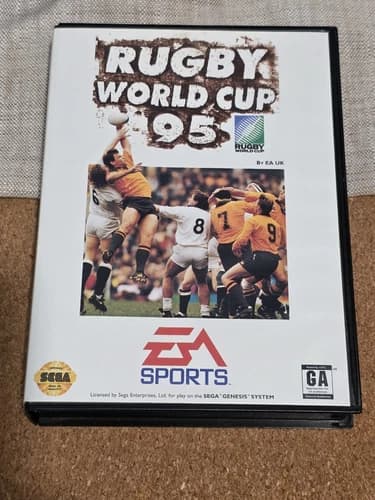 RUGBY
WORLD CUP
95
RUGBY
WORLD CUP
BY EA UK
6
8
7
9
EA
SPORTS
SEGA
GA
Licensed by Sega Enterprises, Ltd. for play on the SEGA GENESIS SYSTEM